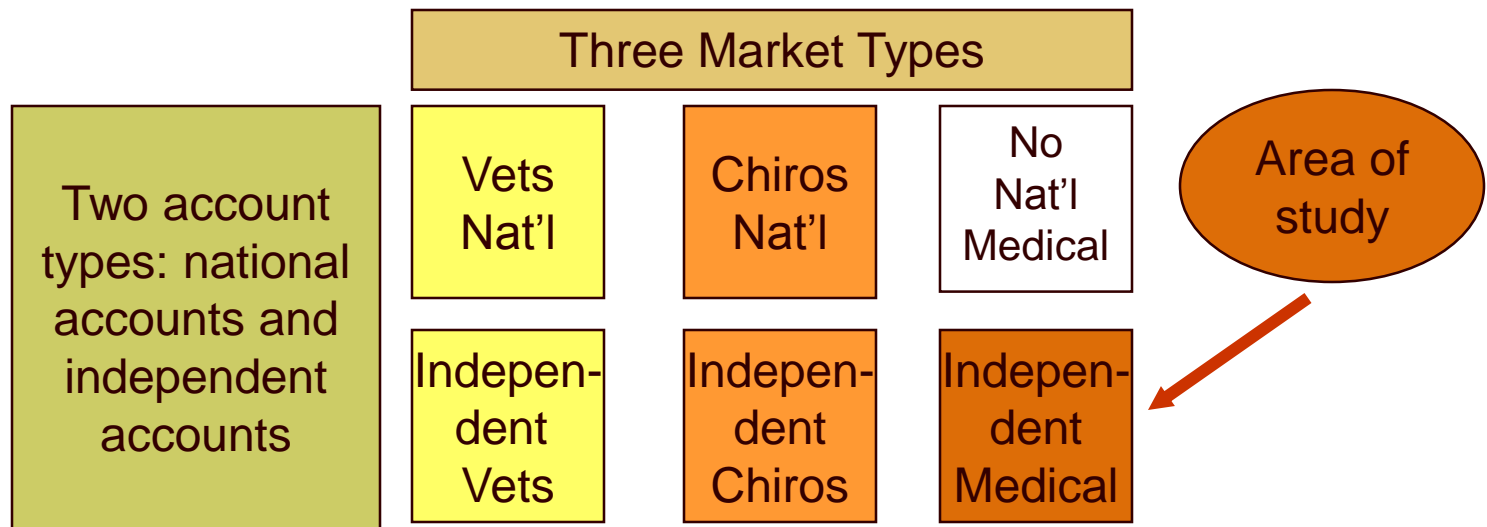 Three Market Types
Two account
types: national
accounts and
independent
accounts
Vets
Nat’l
Chiros
Nat’l
No
Nat’l
Medical
Area of
study
Indepen-
dent
Vets
Indepen-
dent
Chiros
Indepen-
dent
Medical